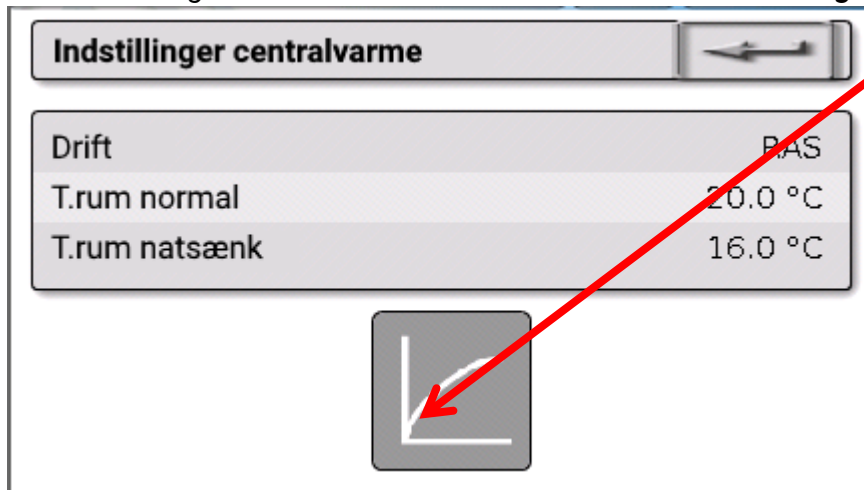 Indstillinger centralvarme
Drift RAS
T.rum normal 20.0 °C
T.rum natsænk 16.0 °C